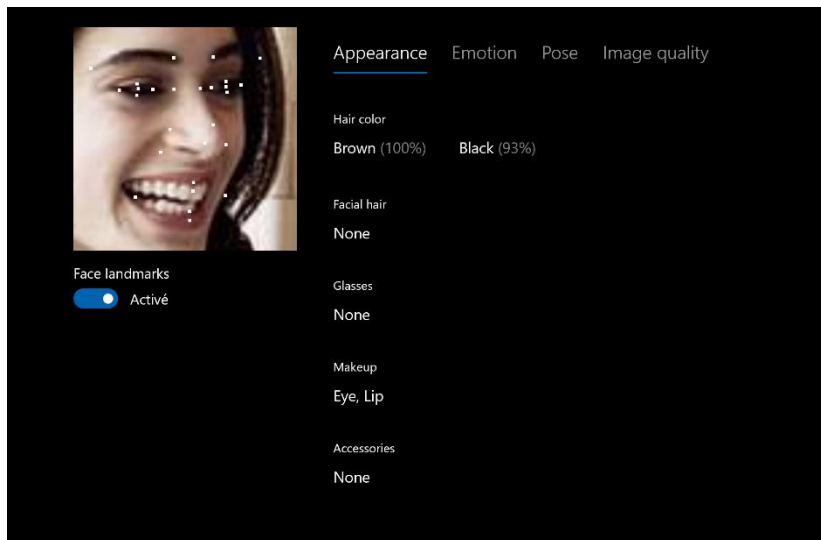 Appearance Emotion Pose Image quality
Hair color
Brown (100%) Black (93%)
Facial hair
None
Face landmarks
Activé
Glasses
None
Makeup
Eye, Lip
Accessories
None